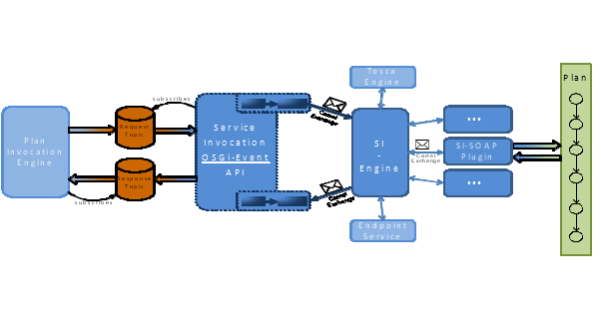 Plan
Invocation
Engine
subscribes
Request
Topic
Response
Topic
subscribes
Service
Invocation
OSGi-Event
API
Camel
Exchange
Camel
Exchange
Tosca
Engine
SI
-
Engine
Endpoint
Service
Camel
Exchange
...
SI-SOAP
Plugin
...
Plan